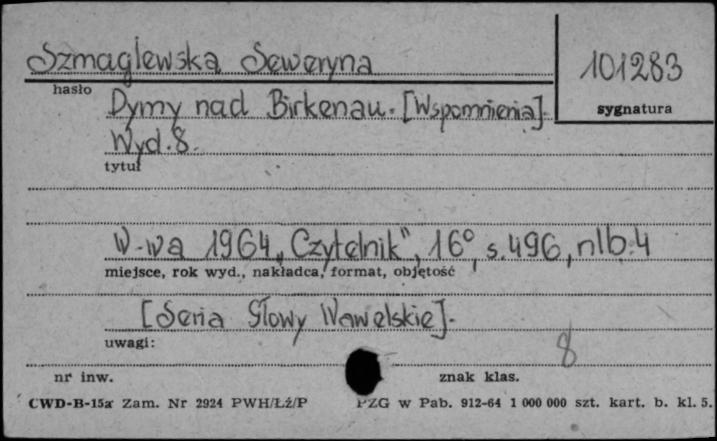 Szmaglewska Seweryna
101283
hasło
sygnatura
Dymy nad Birkenau. [Wspomnienia].
Wyd. 8.
tytuł
W-wa 1964, „Czytelnik", 16°, s. 496, nlb. 4
miejsce, rok wyd., nakładca, format, objętość
[Seria Głowy Wawelskie].
uwagi:
8
nr inw.
znak klas.
CWD-B-15a Zam. Nr 2924 PWH/Łż/P PZG w Pab. 912-64 1 000 000 szt. kart. b. kl. 5.